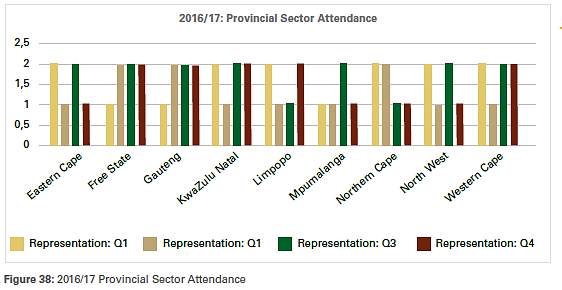 2016/17: Provincial Sector Attendance
2,5
2
1
1
0,5
0
Eastern Cape
Free State
Gauteng
KwaZulu Natal
Limpopo
Mpumalanga
Northern Cape
North West
Western Cape
Representation: Q1
Representation: Q1
Representation: Q3
Representation: Q4
Figure 38: 2016/17 Provincial Sector Attendance